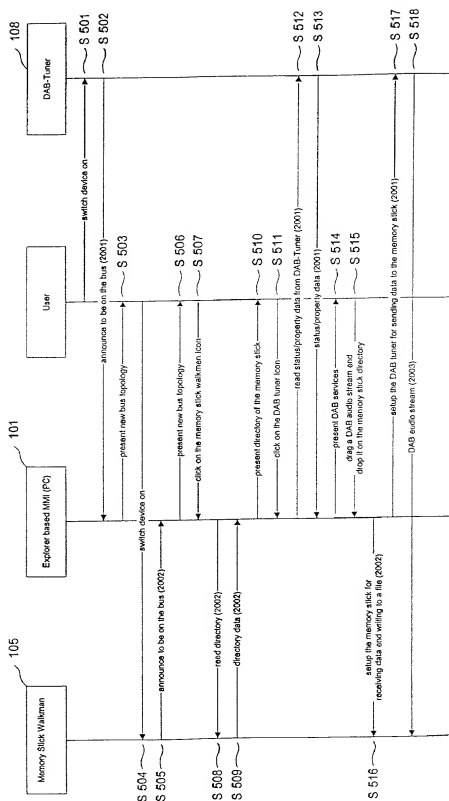 108
DAB-Tuner
User
101
Explorer based MMI (PC)
105
Memory Stick Walkman
switch device on
S 501
announce to be on the bus (2001)
S 502
present new bus topology
S 503
switch device on
S 504
announce to be on the bus (2002)
S 505
present new bus topology
S 506
click on the memory stick walkman Icon
S 507
read directory (2002)
S 508
directory data (2002)
S 509
present directory of the memory stick
S 510
click on the DAB tuner Icon
S 511
read status/property data from DAB-Tuner (2001)
S 512
status/property data (2001)
S 513
present DAB services
S 514
drag a DAB audio stream and
drop it on the memory stick directory
S 515
setup the memory stick for
receiving data and writing to a file (2002)
S 516
setup the DAB tuner for sending data to the memory stick (2001)
S 517
DAB audio stream (2003)
S 518